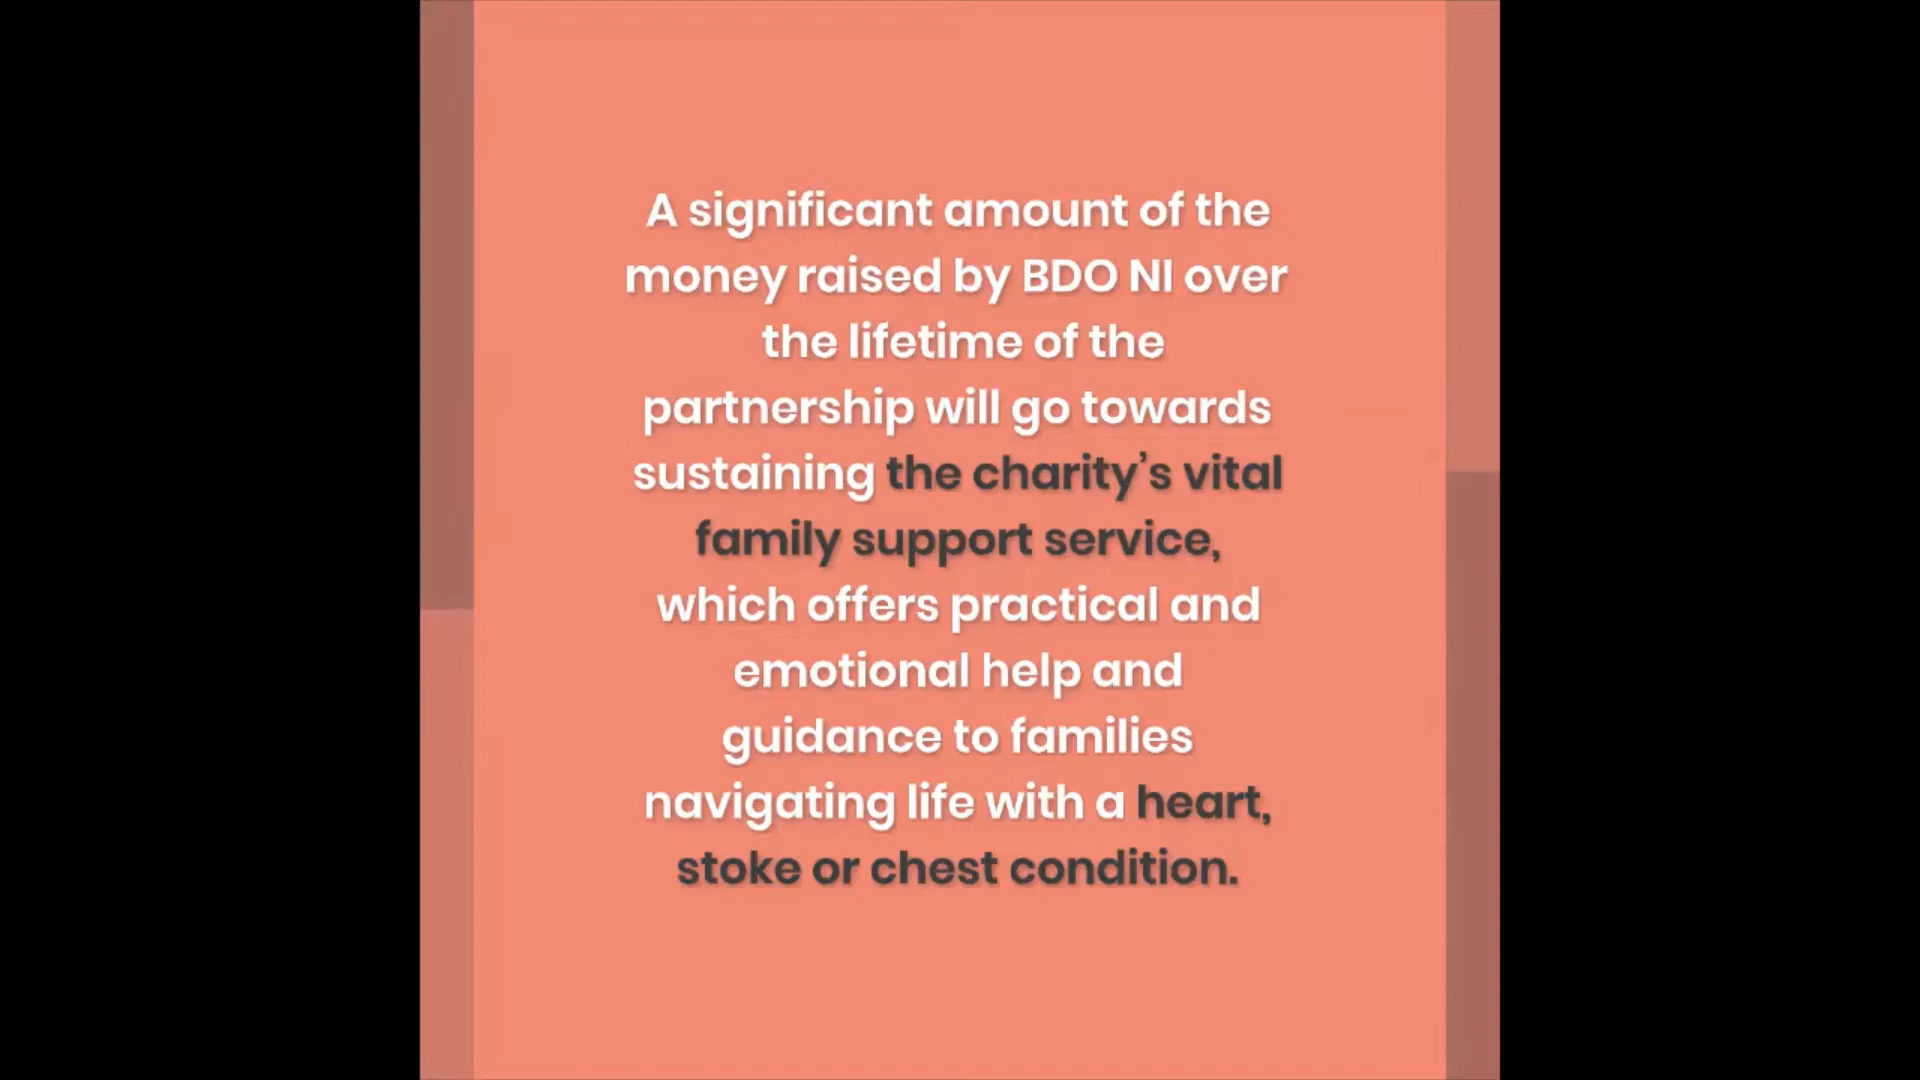 A significant amount of the
money raised by BDO NI over
the lifetime of the
partnership will go towards
sustaining the charity’s vital
family support service,
which offers practical and
emotional help and
guidance to families
navigating life with a heart,
stoke or chest condition.